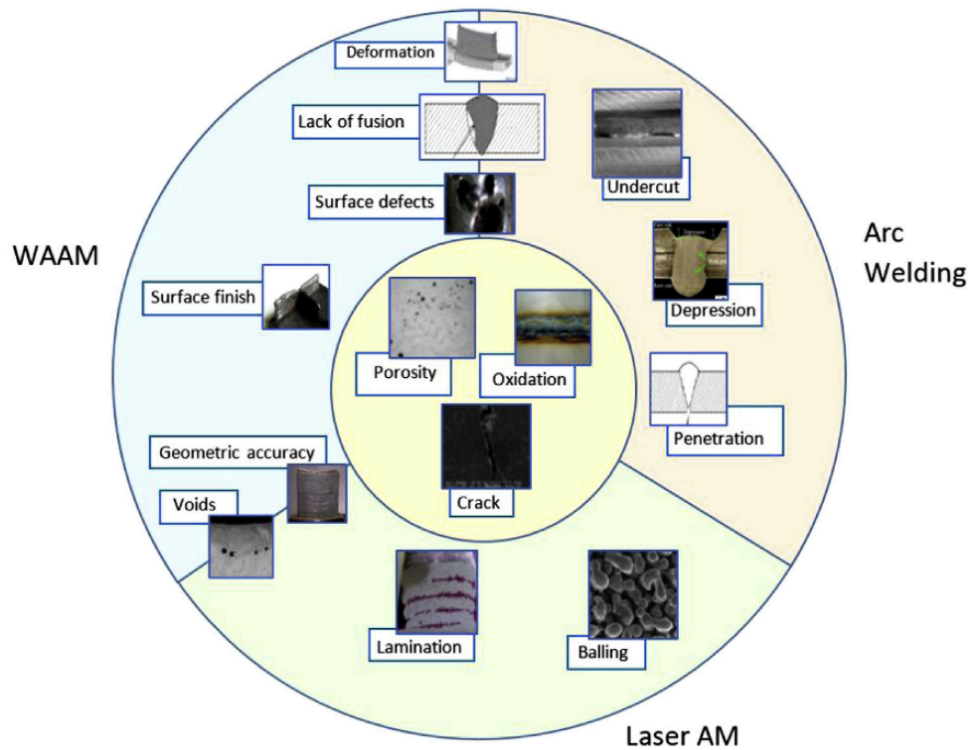 Deformation
Lack of fusion
Surface defects
Undercut
WAAM
Arc
Welding
Surface finish
Depression
Depression
Porosity
Oxidation
Penetration
Geometric accuracy
Voids
Crack
Lamination
Balling
Laser AM